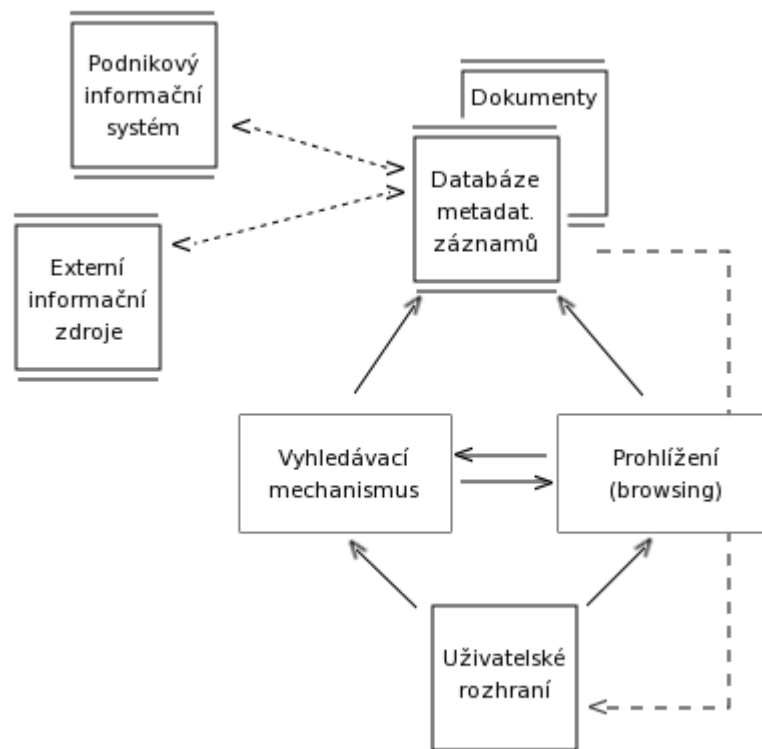 Podnikový
informační
systém
Dokumenty
Databáze
metadat.
záznamů
Externí
informační
zdroje
Vyhledávací
mechanismus
Prohlížení
(browsing)
Uživatelské
rozhraní